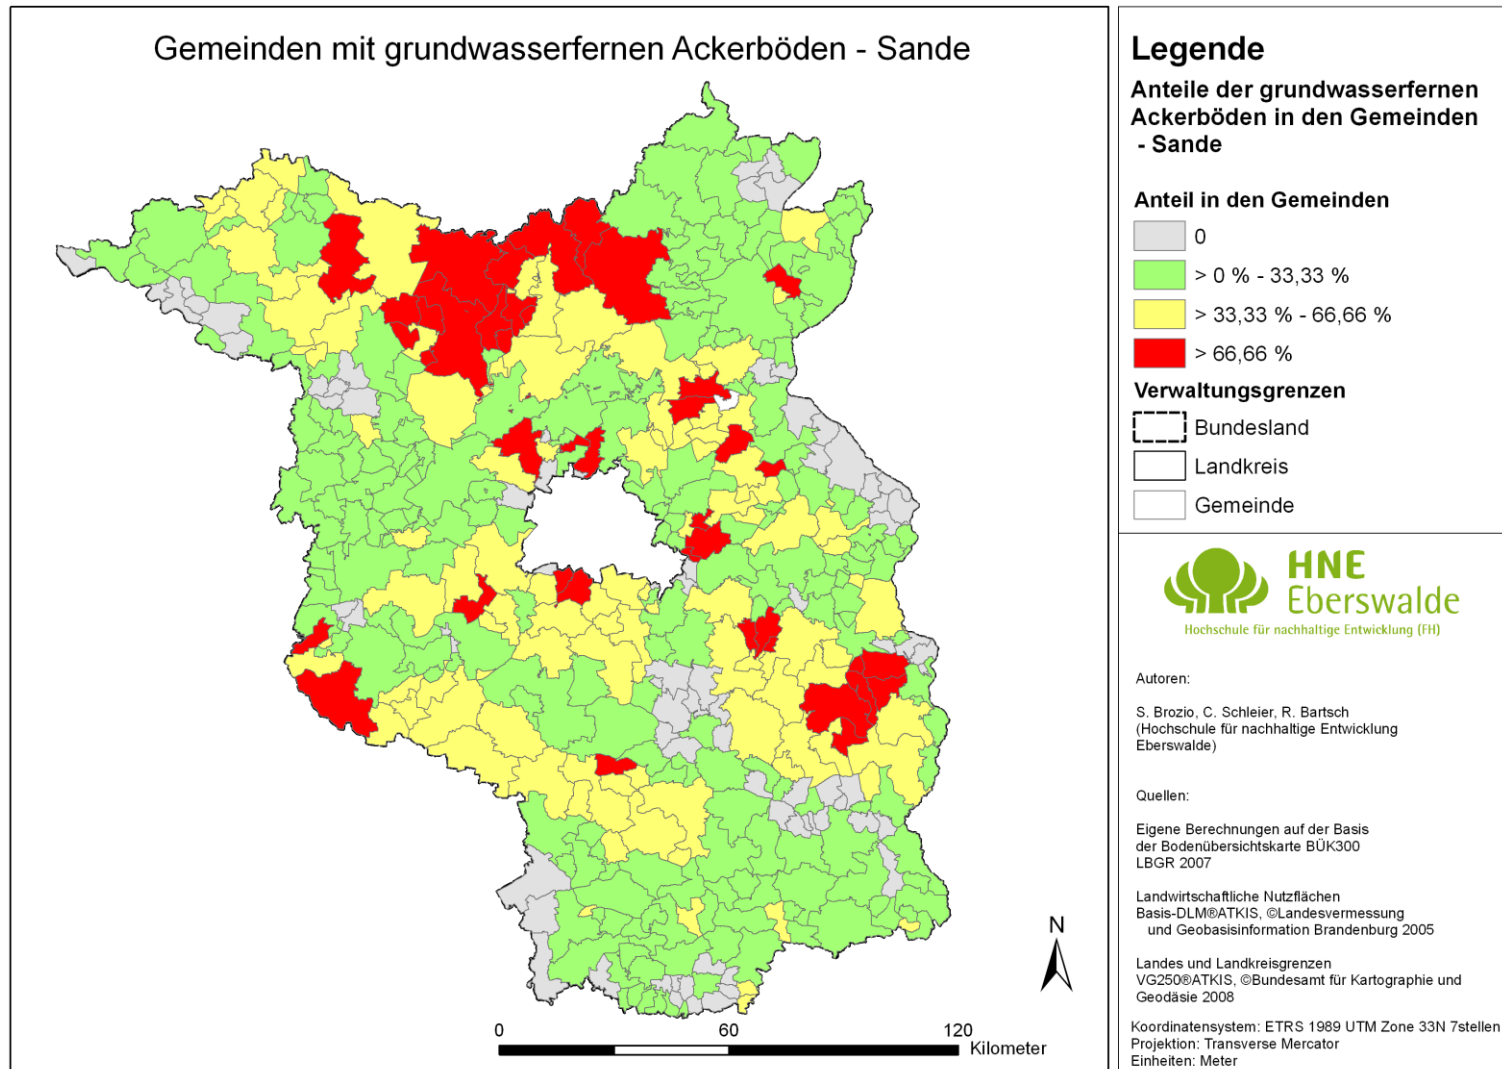 Gemeinden mit grundwasserfernen Ackerböden - Sande
N
0
60
120
Kilometer
Legende
Anteile der grundwasserfernen
Ackerböden in den Gemeinden
- Sande
Anteil in den Gemeinden
0
> 0 % - 33,33 %
> 33,33 % - 66,66 %
> 66,66 %
Verwaltungsgrenzen
Bundesland
Landkreis
Gemeinde
HNE
Eberswalde
Hochschule für nachhaltige Entwicklung (FH)
Autoren:
S. Brozio, C. Schleier, R. Bartsch
(Hochschule für nachhaltige Entwicklung
Eberswalde)
Quellen:
Eigene Berechnungen auf der Basis
der Bodenübersichtskarte BÜK300
LBGR 2007
Landwirtschaftliche Nutzflächen
Basis-DLM®ATKIS, ©Landesvermessung
und Geobasisinformation Brandenburg 2005
Landes und Landkreisgrenzen
VG250®ATKIS, ©Bundesamt für Kartographie und
Geodäsie 2008
Koordinatensystem: ETRS 1989 UTM Zone 33N 7stellen
Projektion: Transverse Mercator
Einheiten: Meter